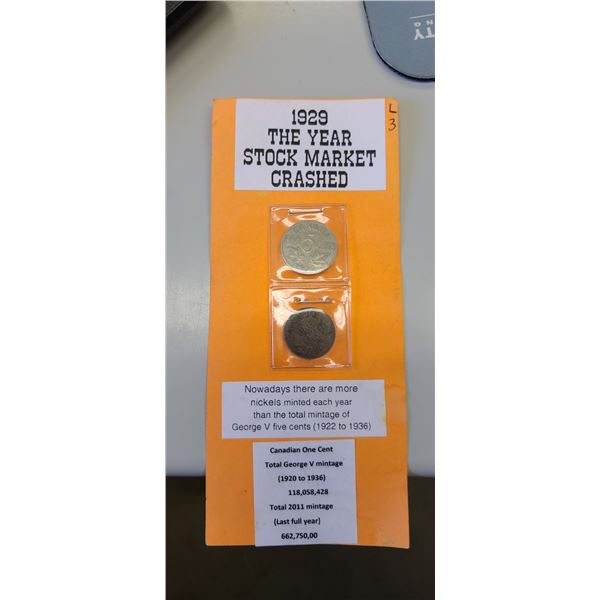 TY
N G
L
3
1929
THE YEAR
STOCK MARKET
CRASHED
5
Nowadays there are more
nickels minted each year
than the total mintage of
George V five cents (1922 to 1936)
Canadian One Cent
Total George V mintage
(1920 to 1936)
118,058,428
Total 2011 mintage
(Last full year)
662,750,00